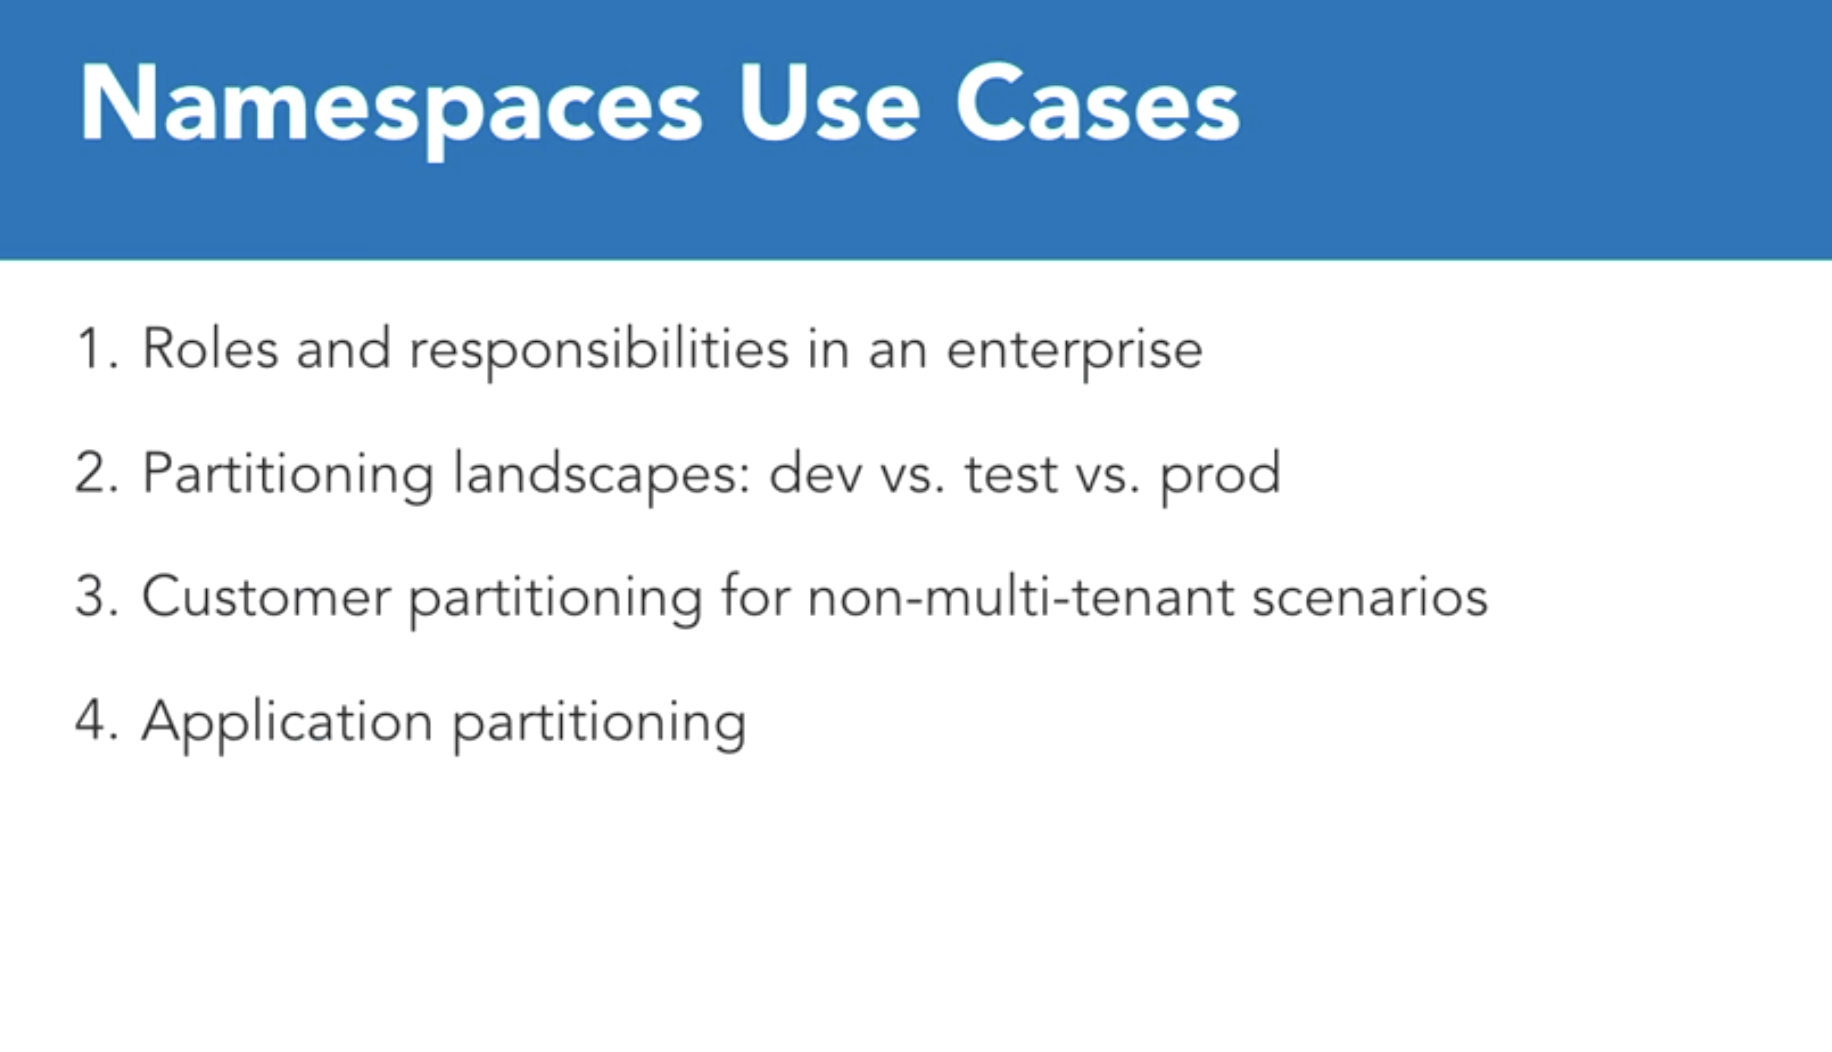 Namespaces Use Cases
1. Roles and responsibilities in an enterprise
2. Partitioning landscapes: dev vs. test vs. prod
3. Customer partitioning for non-multi-tenant scenarios
4. Application partitioning